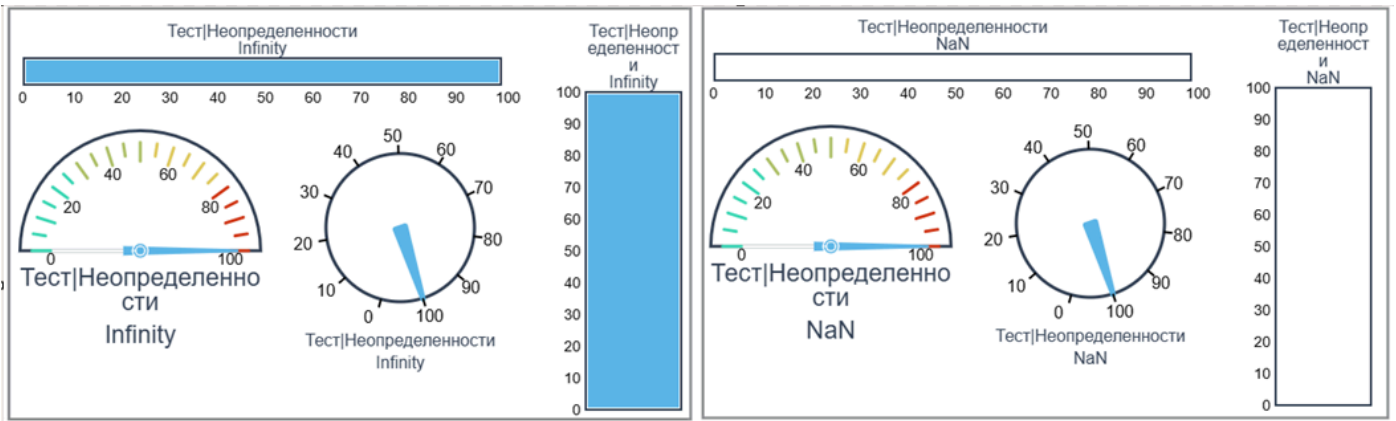 Тест|Неопределенности
Infinity
0 10 20 30 40 50 60 70 80 90 100
0 20 40 60 80 100
Тест|Неопределенно
сти
Infinity
0 10 20 30 40 50 60 70 80 90 100
Тест|Неопределенности
Infinity
Тест|Неопр
еделенност
и
Infinity
100
90
80
70
60
50
40
30
20
10
0
Тест|Неопределенности
NaN
0 10 20 30 40 50 60 70 80 90 100
0 20 40 60 80 100
Тест|Неопределенно
сти
NaN
0 10 20 30 40 50 60 70 80 90 100
Тест|Неопределенности
NaN
Тест|Неопр
еделенност
и
NaN
100
90
80
70
60
50
40
30
20
10
0